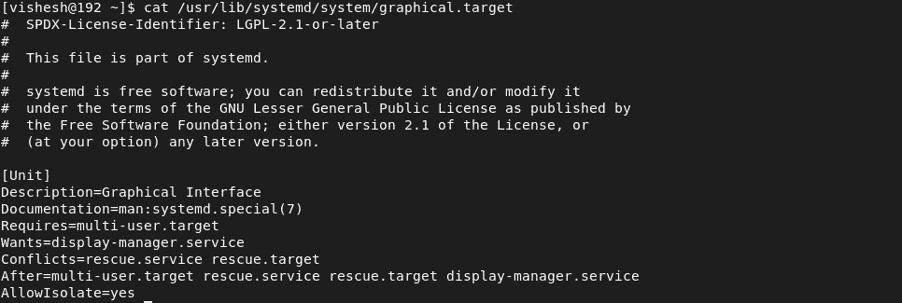 [vishesh@192 ~]$ cat /usr/lib/systemd/system/graphical.target
#  SPDX-License-Identifier: LGPL-2.1-or-later
#
#  This file is part of systemd.
#
#  systemd is free software; you can redistribute it and/or modify it
#  under the terms of the GNU Lesser General Public License as published by
#  the Free Software Foundation; either version 2.1 of the License, or
#  (at your option) any later version.

[Unit]
Description=Graphical Interface
Documentation=man:systemd.special(7)
Requires=multi-user.target
Wants=display-manager.service
Conflicts=rescue.service rescue.target
After=multi-user.target rescue.service rescue.target display-manager.service
AllowIsolate=yes